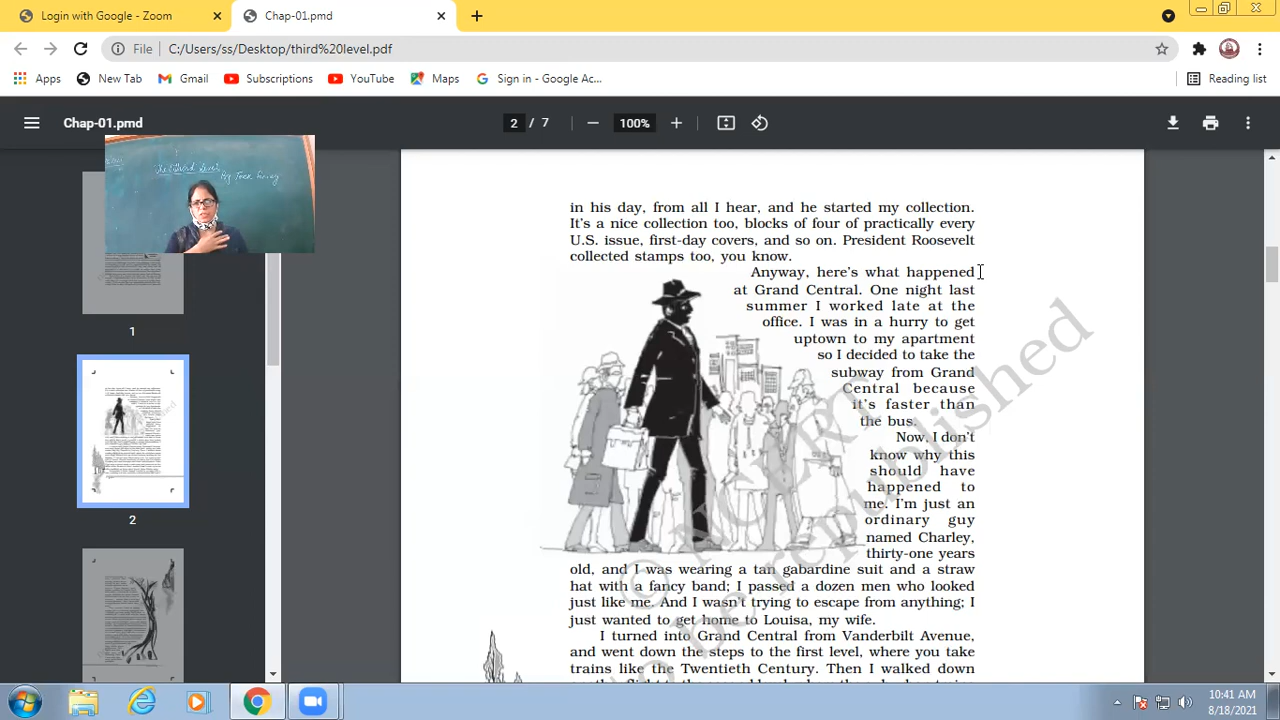 Login with Google - Zoom
Chap-01.pmd
File
C:/Users/ss/Desktop/third%20level.pdf
Apps
New Tab
Gmail
Subscriptions
YouTube
Maps
Sign in - Google Ac...
Reading list
Chap-01.pmd
2 / 7
100%
The Third Level
By Jack Finney
1
2
in his day, from all I hear, and he started my collection.
It's a nice collection too, blocks of four of practically every
U.S. issue, first-day covers, and so on. President Roosevelt
collected stamps too, you know.
Anyway, here's what happened
at Grand Central. One night last
summer I worked late at the
office. I was in a hurry to get
uptown to my apartment
so I decided to take the
subway from Grand
Central because
it's faster than
the bus.
Now, I don't
know why this
should have
happened to
me. I'm just an
ordinary guy
named Charley,
thirty-one years
old, and I was wearing a tan gabardine suit and a straw
hat with a fancy band; I passed a dozen men who looked
just like me. And I wasn't trying to escape from anything; I
just wanted to get home to Louisa, my wife.
I turned into Grand Central from Vanderbilt Avenue,
and went down the steps to the first level, where you take
trains like the Twentieth Century. Then I walked down
to be republished
10:41 AM
8/18/2021